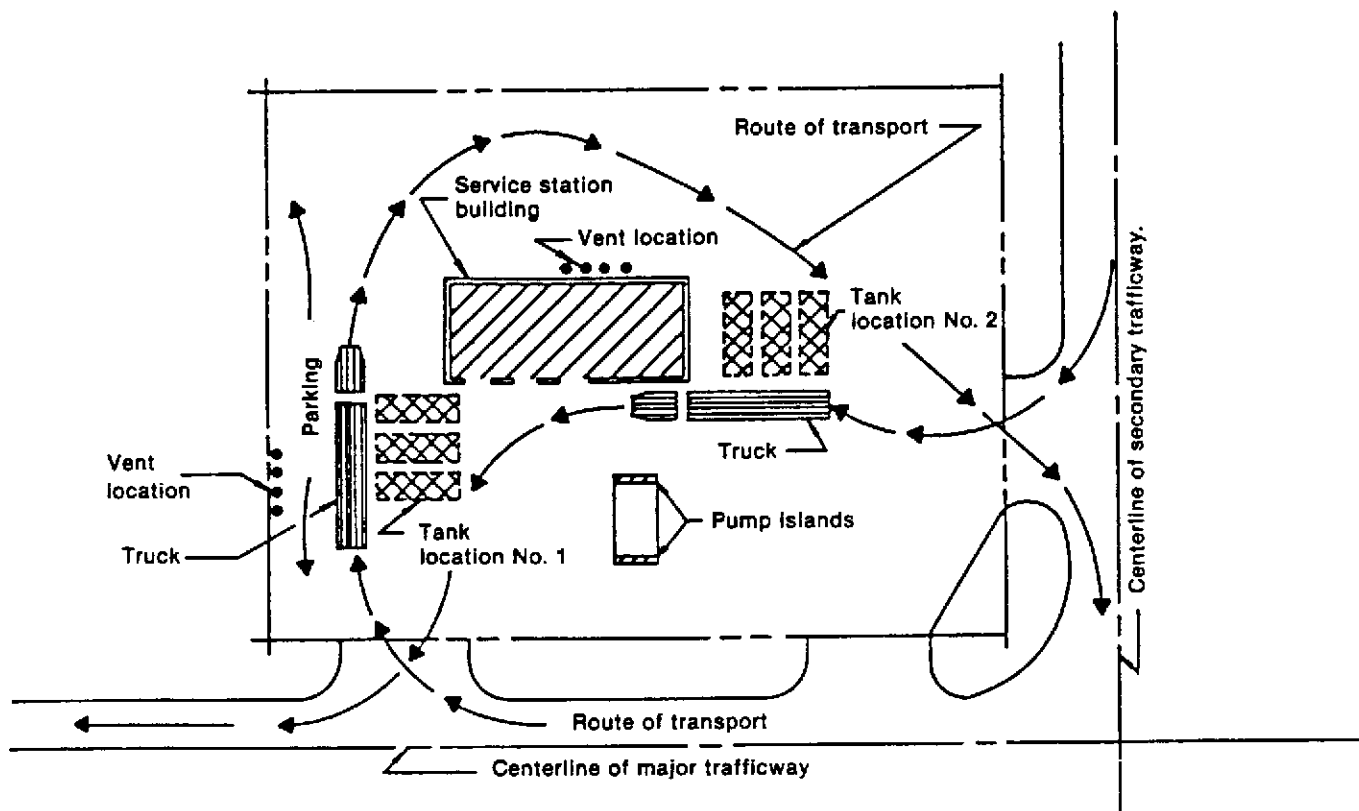 Route of transport
Service station
building
Vent location
Tank
location No. 2
Parking
Truck
Vent
location
Pump islands
Truck
Tank
location No. 1
Centerline of secondary trafficway.
Route of transport
Centerline of major trafficway